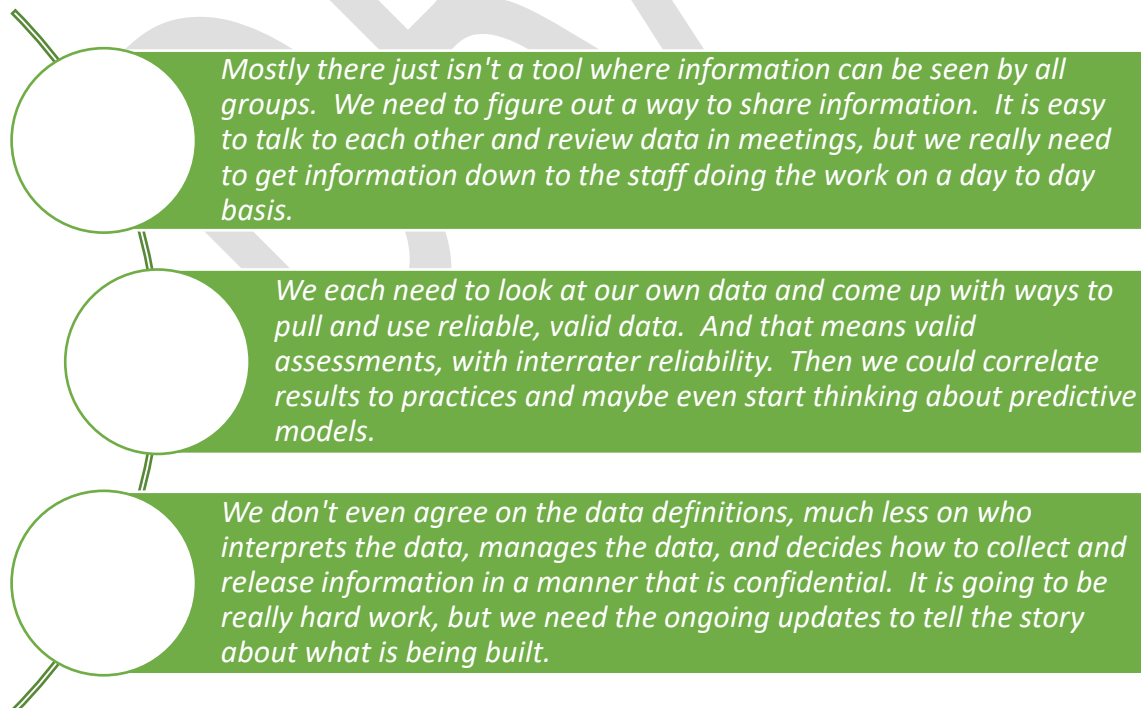 Mostly there just isn't a tool where information can be seen by all
groups.  We need to figure out a way to share information.  It is easy
to talk to each other and review data in meetings, but we really need
to get information down to the staff doing the work on a day to day
basis.
We each need to look at our own data and come up with ways to
pull and use reliable, valid data.  And that means valid
assessments, with interrater reliability.  Then we could correlate
results to practices and maybe even start thinking about predictive
models.
We don't even agree on the data definitions, much less on who
interprets the data, manages the data, and decides how to collect and
release information in a manner that is confidential.  It is going to be
really hard work, but we need the ongoing updates to tell the story
about what is being built.